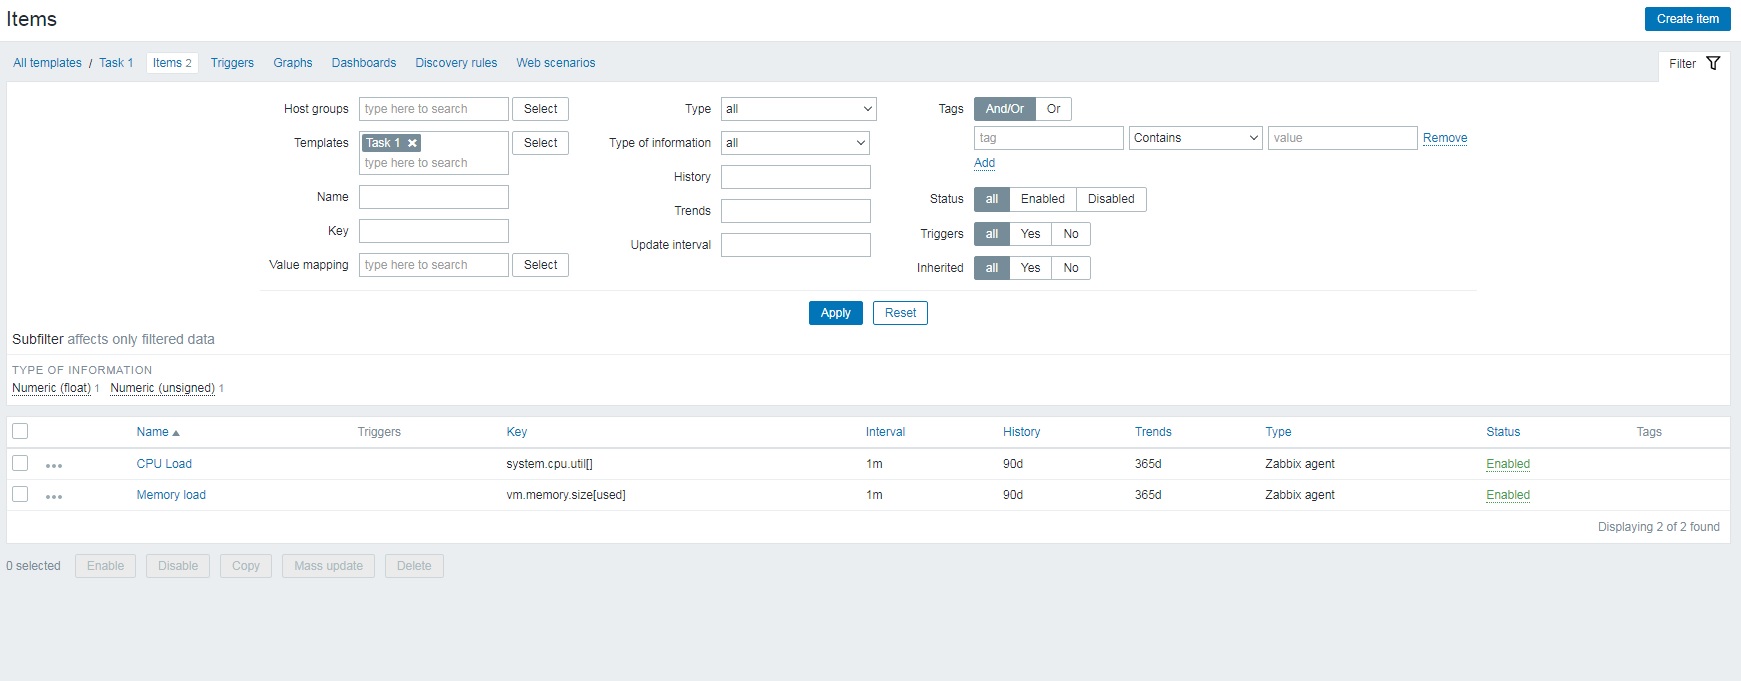 Items
Create item
All templates / Task 1 Items 2 Triggers Graphs Dashboards Discovery rules Web scenarios
Filter
Host groups type here to search Select
Templates Task 1 Select
type here to search
Name
Key
Value mapping type here to search Select
Type all
Type of information all
History
Trends
Update interval
Tags And/Or Or
tag Contains value Remove
Add
Status all Enabled Disabled
Triggers all Yes No
Inherited all Yes No
Apply Reset
Subfilter affects only filtered data
TYPE OF INFORMATION
Numeric (float) 1 Numeric (unsigned) 1
Name Triggers Key Interval History Trends Type Status Tags
CPU Load system.cpu.util[] 1m 90d 365d Zabbix agent Enabled
Memory load vm.memory.size[used] 1m 90d 365d Zabbix agent Enabled
Displaying 2 of 2 found
0 selected Enable Disable Copy Mass update Delete